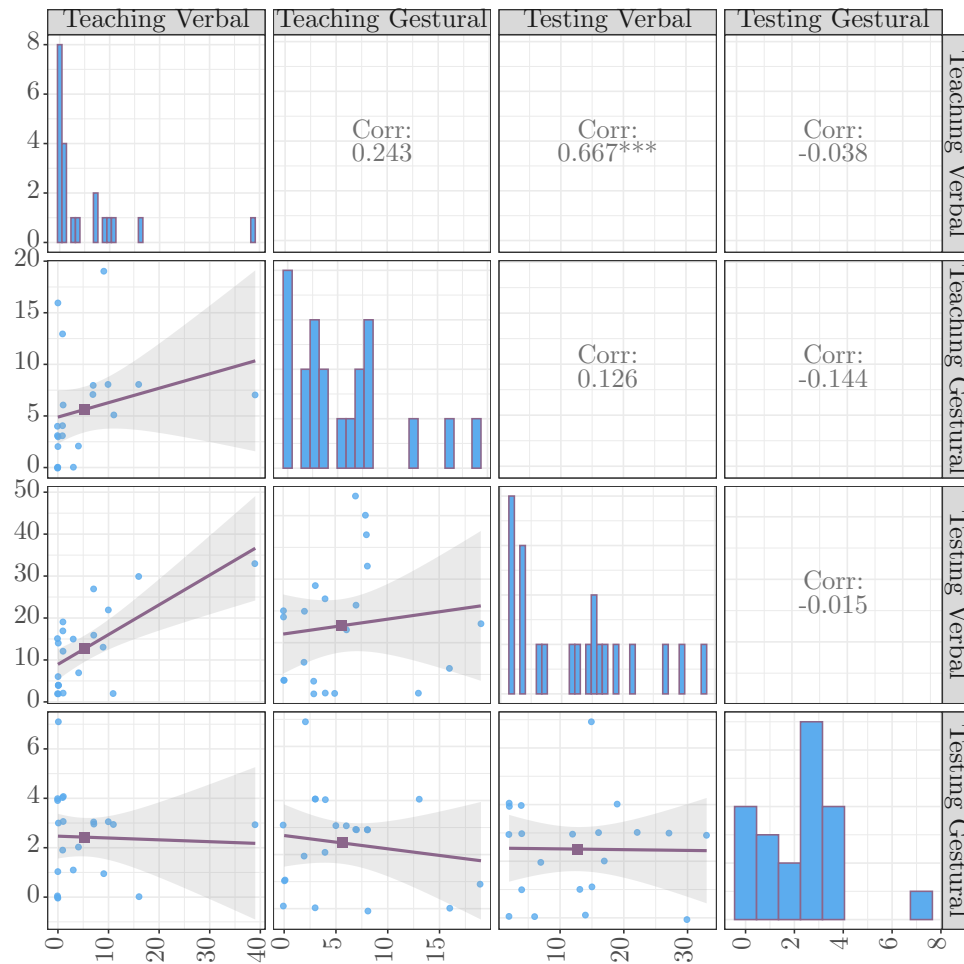 Teaching Verbal Teaching Gestural Testing Verbal Testing Gestural
8
6
4
2
0
Corr:
0.243
Corr:
0.667***
Corr:
-0.038
Teaching Verbal
20
15
10
5
0
Corr:
0.126
Corr:
-0.144
Teaching Gestural
50
40
30
20
10
0
Corr:
-0.015
Testing Verbal
6
4
2
0
Testing Gestural
0 10 20 30 40 0 5 10 15 10 20 30 0 2 4 6 8